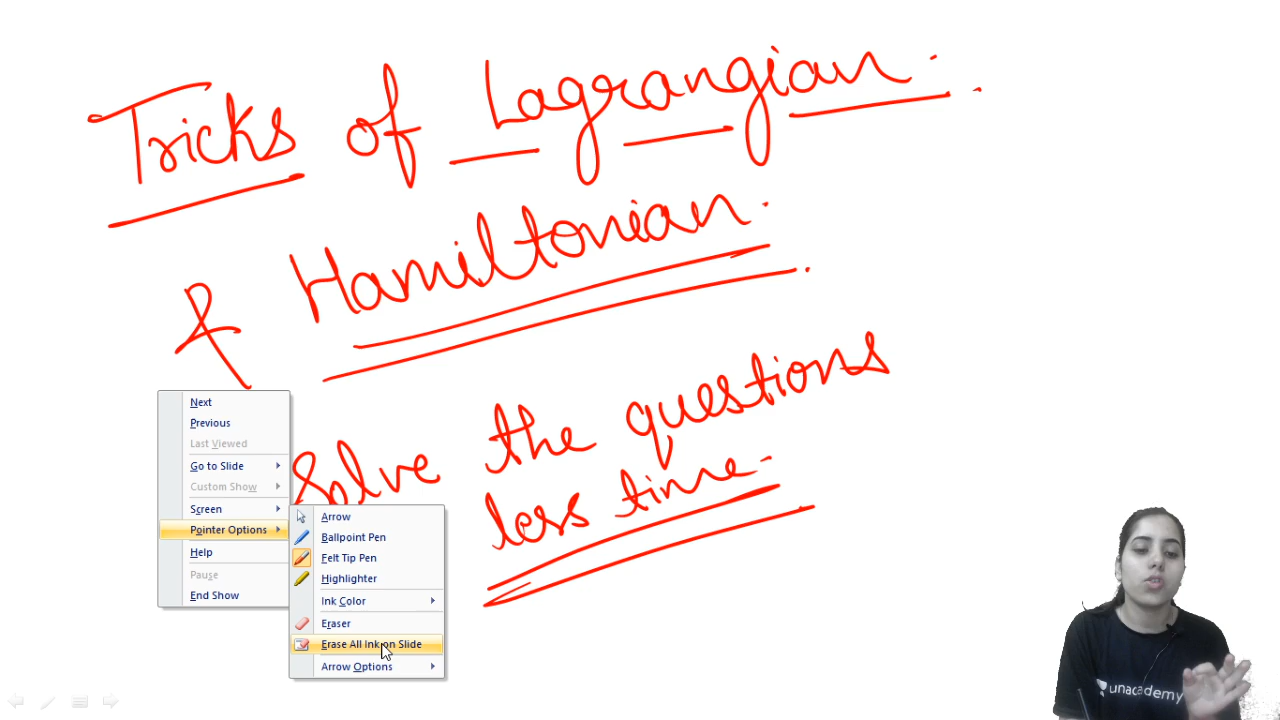 Tricks of Lagrangian.
& Hamiltonian.
Solve the questions
less time.
Next
Previous
Last Viewed
Go to Slide
Custom Show
Screen
Pointer Options
Help
Pause
End Show
Arrow
Ballpoint Pen
Felt Tip Pen
Highlighter
Ink Color
Eraser
Erase All Ink on Slide
Arrow Options
unacademy